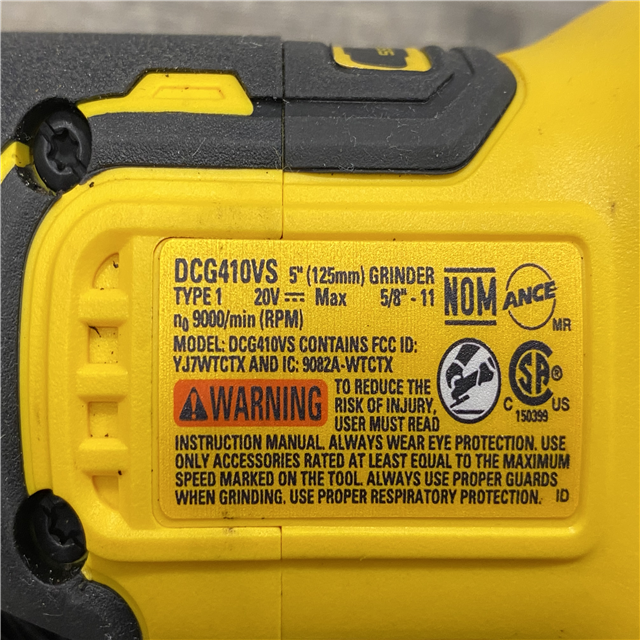 DCG410VS 5" (125mm) GRINDER
TYPE 1 20V ⎓ Max 5/8" - 11
n0 9000/min (RPM)
NOM
ANCE
MR
MODEL: DCG410VS CONTAINS FCC ID:
YJ7WTCTX AND IC: 9082A-WTCTX
SA ®
C US
150399
WARNING
TO REDUCE THE
RISK OF INJURY,
USER MUST READ
INSTRUCTION MANUAL. ALWAYS WEAR EYE PROTECTION. USE
ONLY ACCESSORIES RATED AT LEAST EQUAL TO THE MAXIMUM
SPEED MARKED ON THE TOOL. ALWAYS USE PROPER GUARDS
WHEN GRINDING. USE PROPER RESPIRATORY PROTECTION. ID